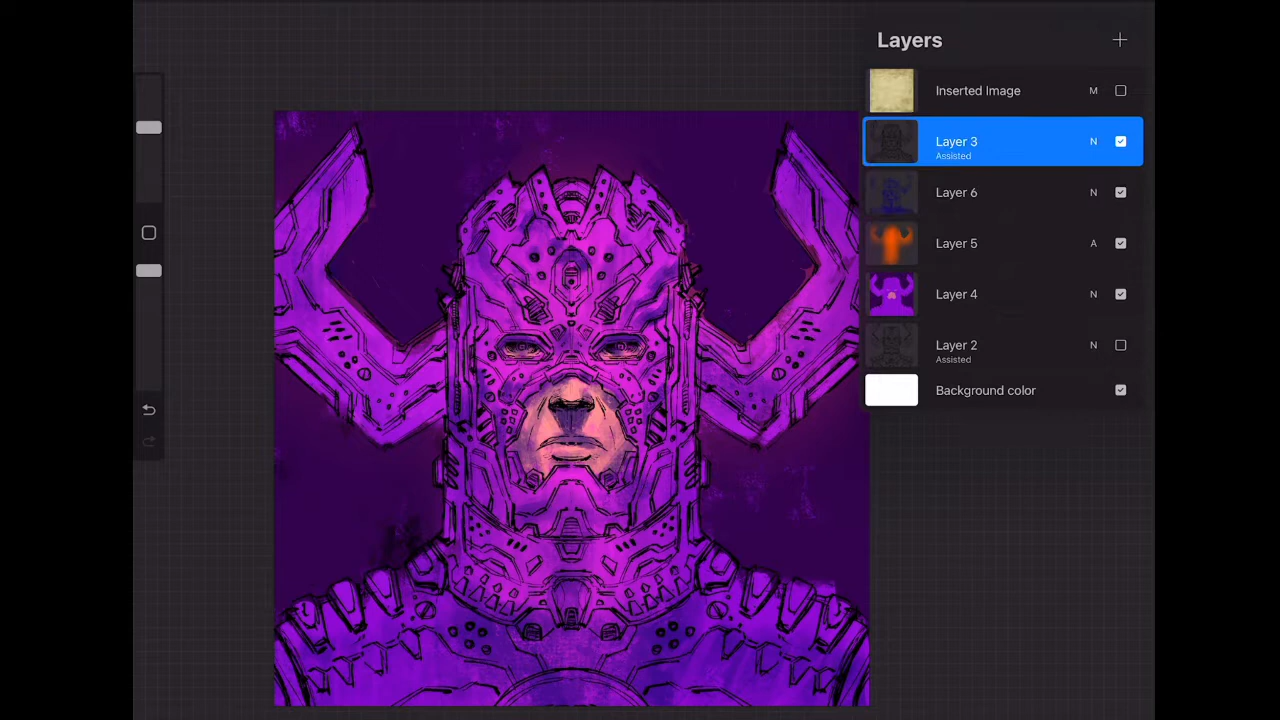 Layers
Inserted Image M
Layer 3 N
Assisted
Layer 6 N
Layer 5 A
Layer 4 N
Layer 2 N
Assisted
Background color